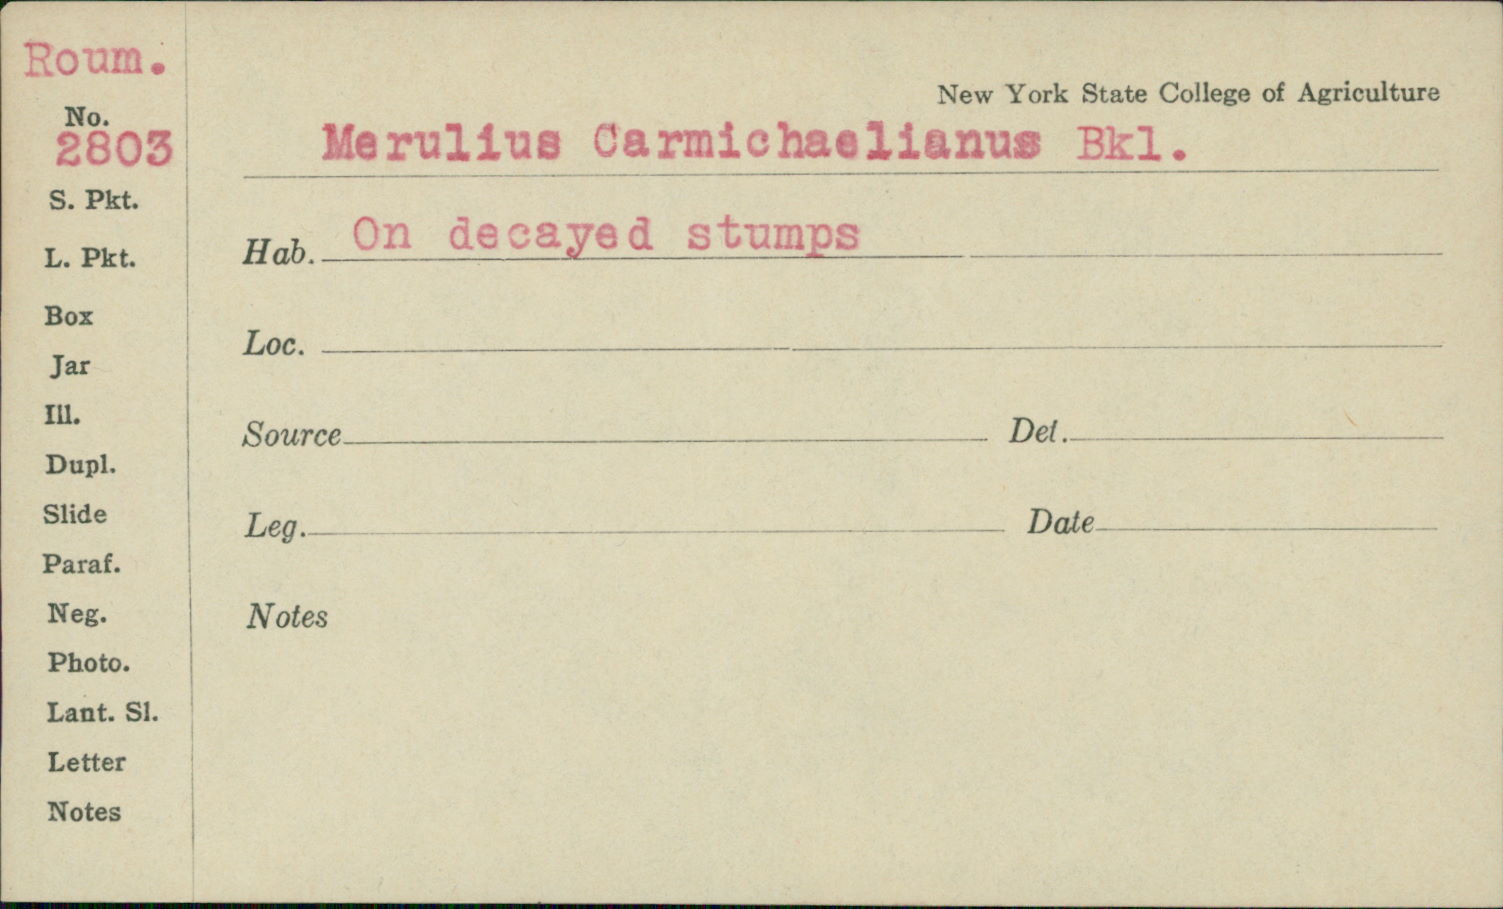 Roum.
No.
2803
S. Pkt.
L. Pkt.
Box
Jar
Ill.
Dupl.
Slide
Paraf.
Neg.
Photo.
Lant. Sl.
Letter
Notes
New York State College of Agriculture
Merulius Carmichaelianus Bkl.
Hab. On decayed stumps
Loc.
Source Det.
Leg. Date
Notes